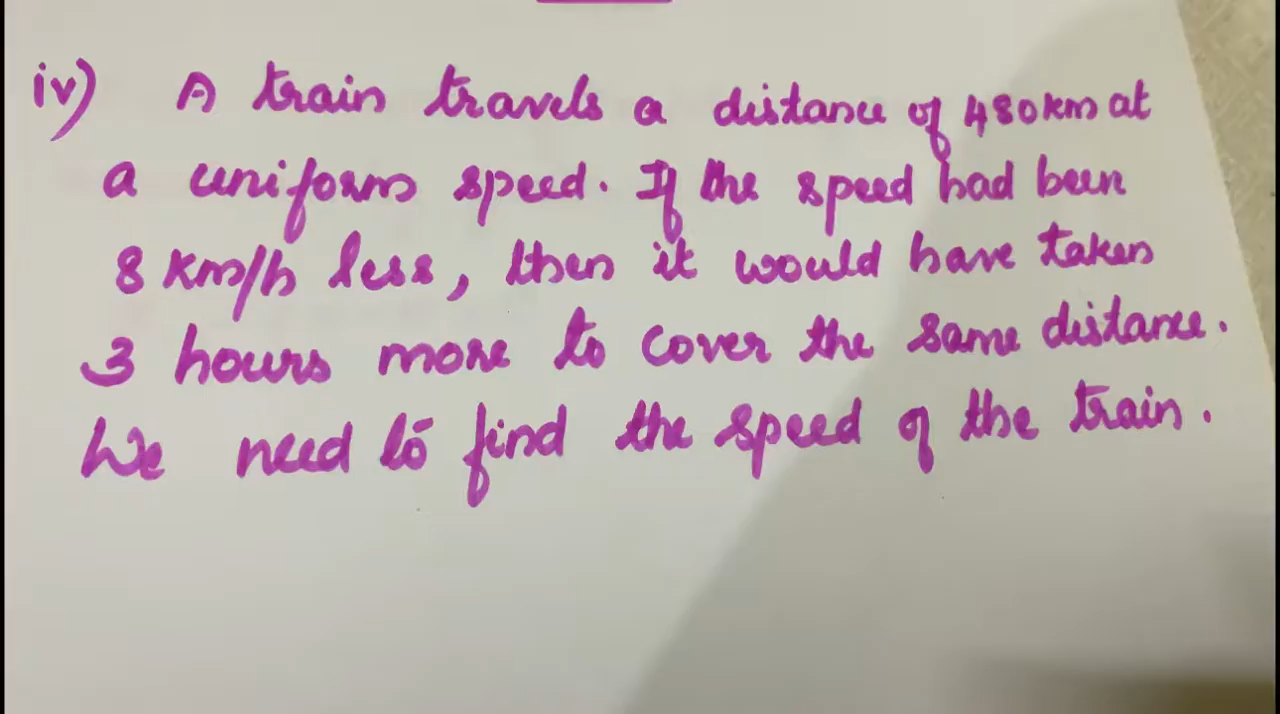 iv) A train travels a distance of 480 km at
a uniform speed. If the speed had been
8 km/h less, then it would have taken
3 hours more to cover the same distance.
We need to find the speed of the train.